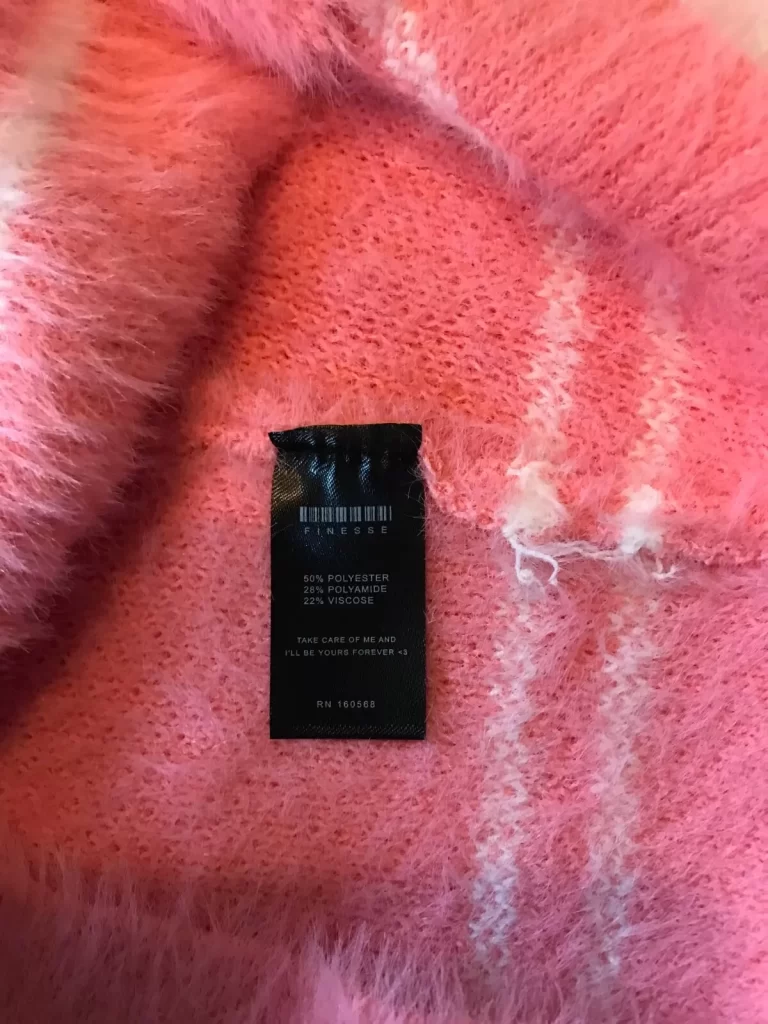 FINESSE
50% POLYESTER
28% POLYAMIDE
22% VISCOSE
TAKE CARE OF ME AND
I'LL BE YOURS FOREVER <3
RN 160568